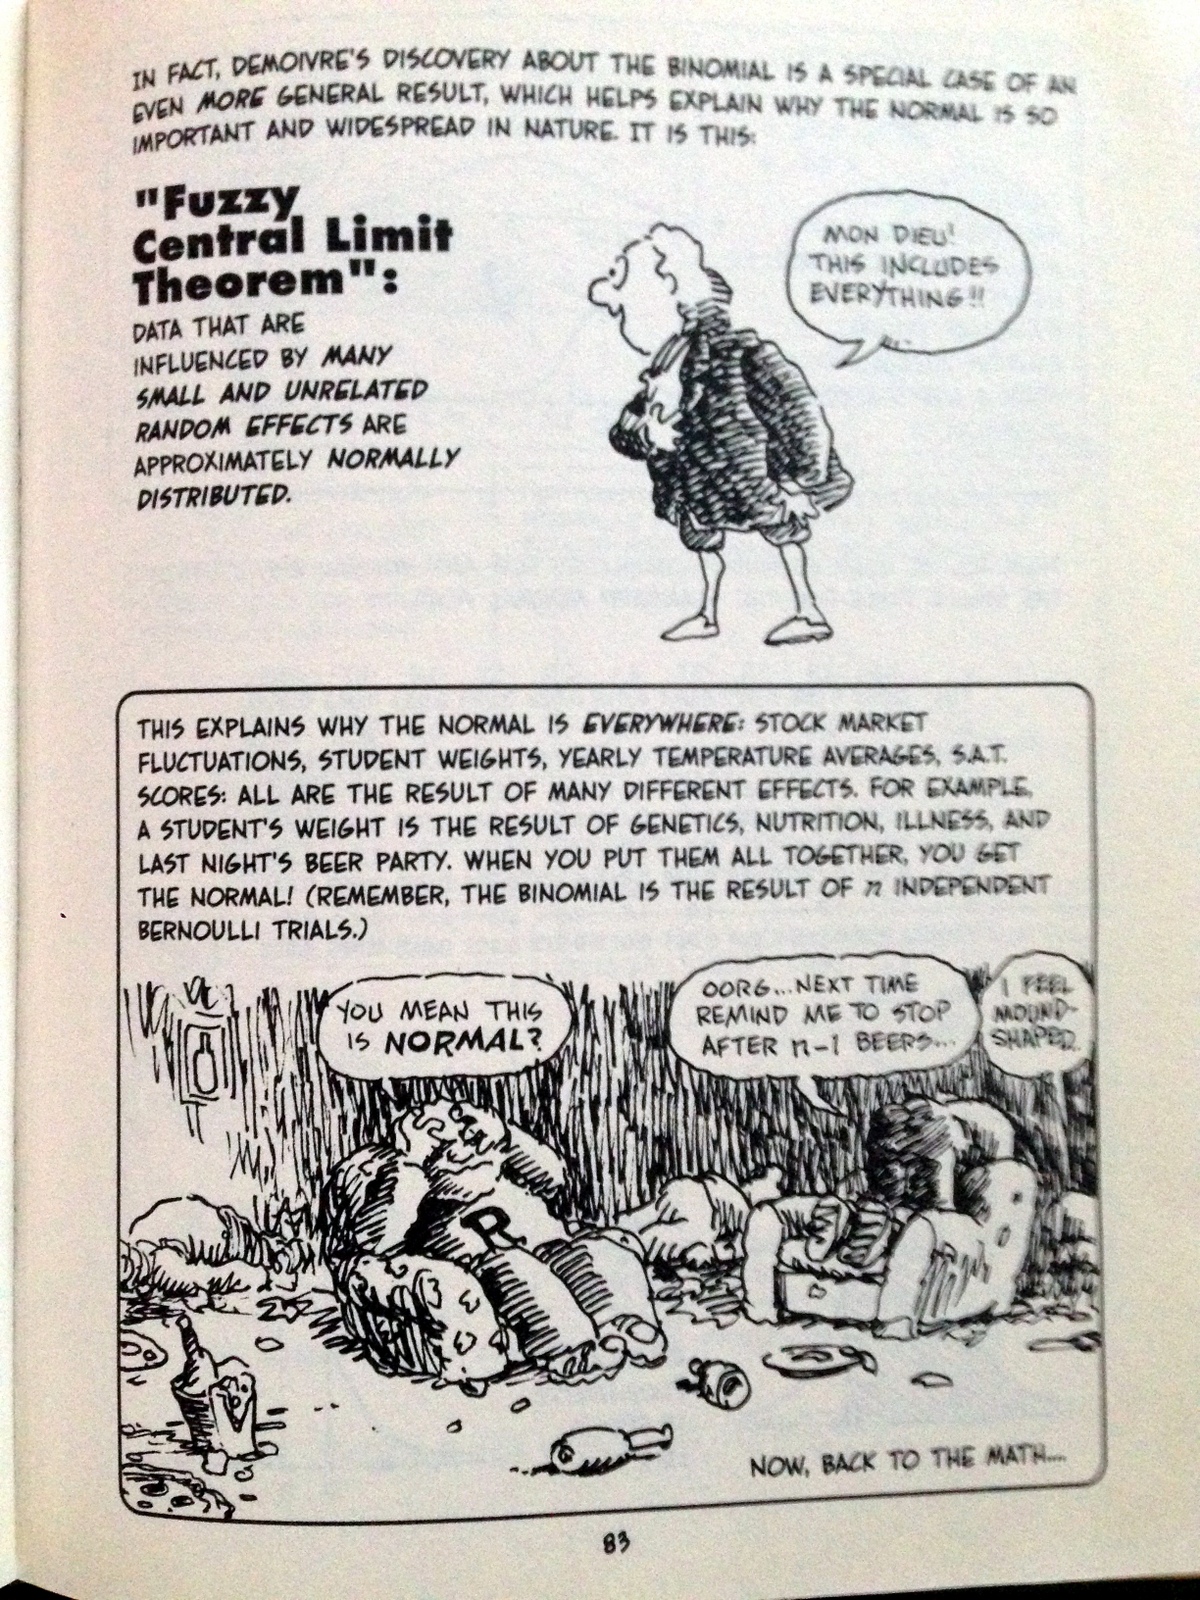 IN FACT, DEMOIVRE'S DISCOVERY ABOUT THE BINOMIAL IS A SPECIAL CASE OF AN
EVEN MORE GENERAL RESULT, WHICH HELPS EXPLAIN WHY THE NORMAL IS SO
IMPORTANT AND WIDESPREAD IN NATURE. IT IS THIS:
"Fuzzy
Central Limit
Theorem":
DATA THAT ARE
INFLUENCED BY MANY
SMALL AND UNRELATED
RANDOM EFFECTS ARE
APPROXIMATELY NORMALLY
DISTRIBUTED.
MON DIEU!
THIS INCLUDES
EVERYTHING!!
THIS EXPLAINS WHY THE NORMAL IS EVERYWHERE: STOCK MARKET
FLUCTUATIONS, STUDENT WEIGHTS, YEARLY TEMPERATURE AVERAGES, S.A.T.
SCORES: ALL ARE THE RESULT OF MANY DIFFERENT EFFECTS. FOR EXAMPLE,
A STUDENT'S WEIGHT IS THE RESULT OF GENETICS, NUTRITION, ILLNESS, AND
LAST NIGHT'S BEER PARTY. WHEN YOU PUT THEM ALL TOGETHER, YOU GET
THE NORMAL! (REMEMBER, THE BINOMIAL IS THE RESULT OF n INDEPENDENT
BERNOULLI TRIALS.)
YOU MEAN THIS
IS NORMAL?
OORG...NEXT TIME
REMIND ME TO STOP
AFTER n-1 BEERS...
I FEEL
MOUND-
SHAPED.
R
NOW, BACK TO THE MATH....
83